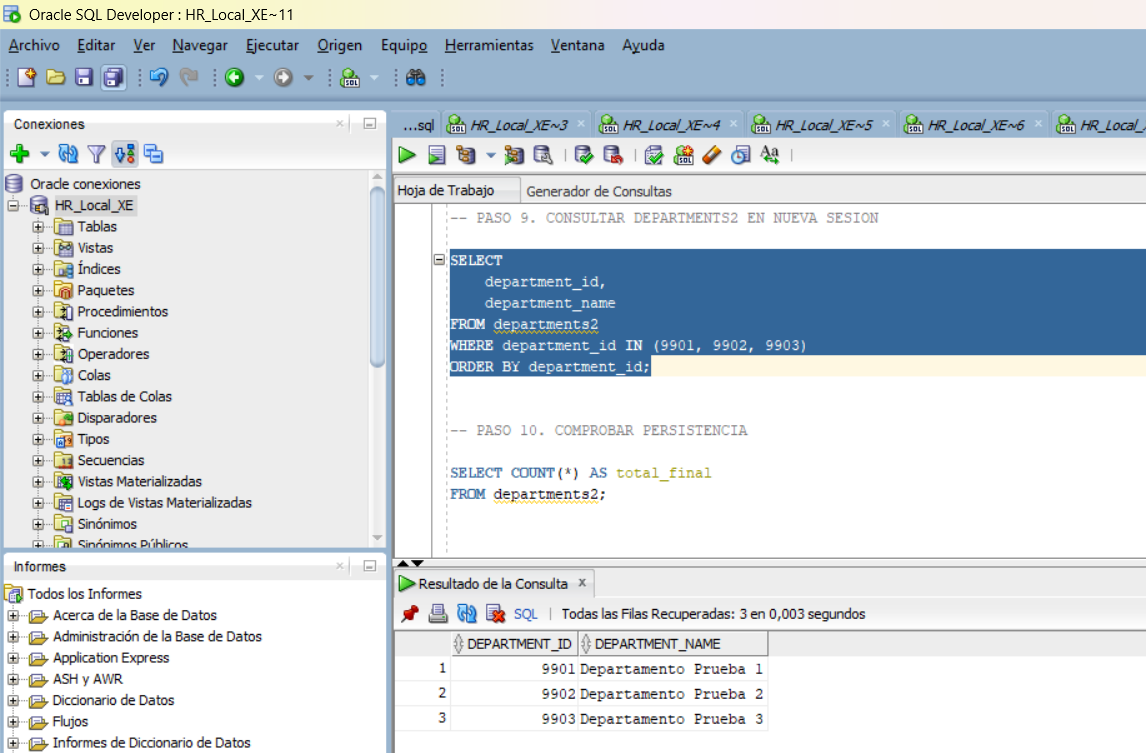 Oracle SQL Developer : HR_Local_XE~11
Archivo Editar Ver Navegar Ejecutar Origen Equipo Herramientas Ventana Ayuda
Conexiones
Oracle conexiones
HR_Local_XE
Tablas
Vistas
Índices
Paquetes
Procedimientos
Funciones
Operadores
Colas
Tablas de Colas
Disparadores
Tipos
Secuencias
Vistas Materializadas
Logs de Vistas Materializadas
Sinónimos
Sinónimos Públicos
Informes
Todos los Informes
Acerca de la Base de Datos
Administración de la Base de Datos
Application Express
ASH y AWR
Diccionario de Datos
Flujos
Informes de Diccionario de Datos
...sql HR_Local_XE~3 HR_Local_XE~4 HR_Local_XE~5 HR_Local_XE~6 HR_Local_
Hoja de Trabajo Generador de Consultas
-- PASO 9. CONSULTAR DEPARTMENTS2 EN NUEVA SESION
SELECT
department_id,
department_name
FROM departments2
WHERE department_id IN (9901, 9902, 9903)
ORDER BY department_id;
-- PASO 10. COMPROBAR PERSISTENCIA
SELECT COUNT(*) AS total_final
FROM departments2;
Resultado de la Consulta x
SQL | Todas las Filas Recuperadas: 3 en 0,003 segundos
DEPARTMENT_ID DEPARTMENT_NAME
1 9901 Departamento Prueba 1
2 9902 Departamento Prueba 2
3 9903 Departamento Prueba 3